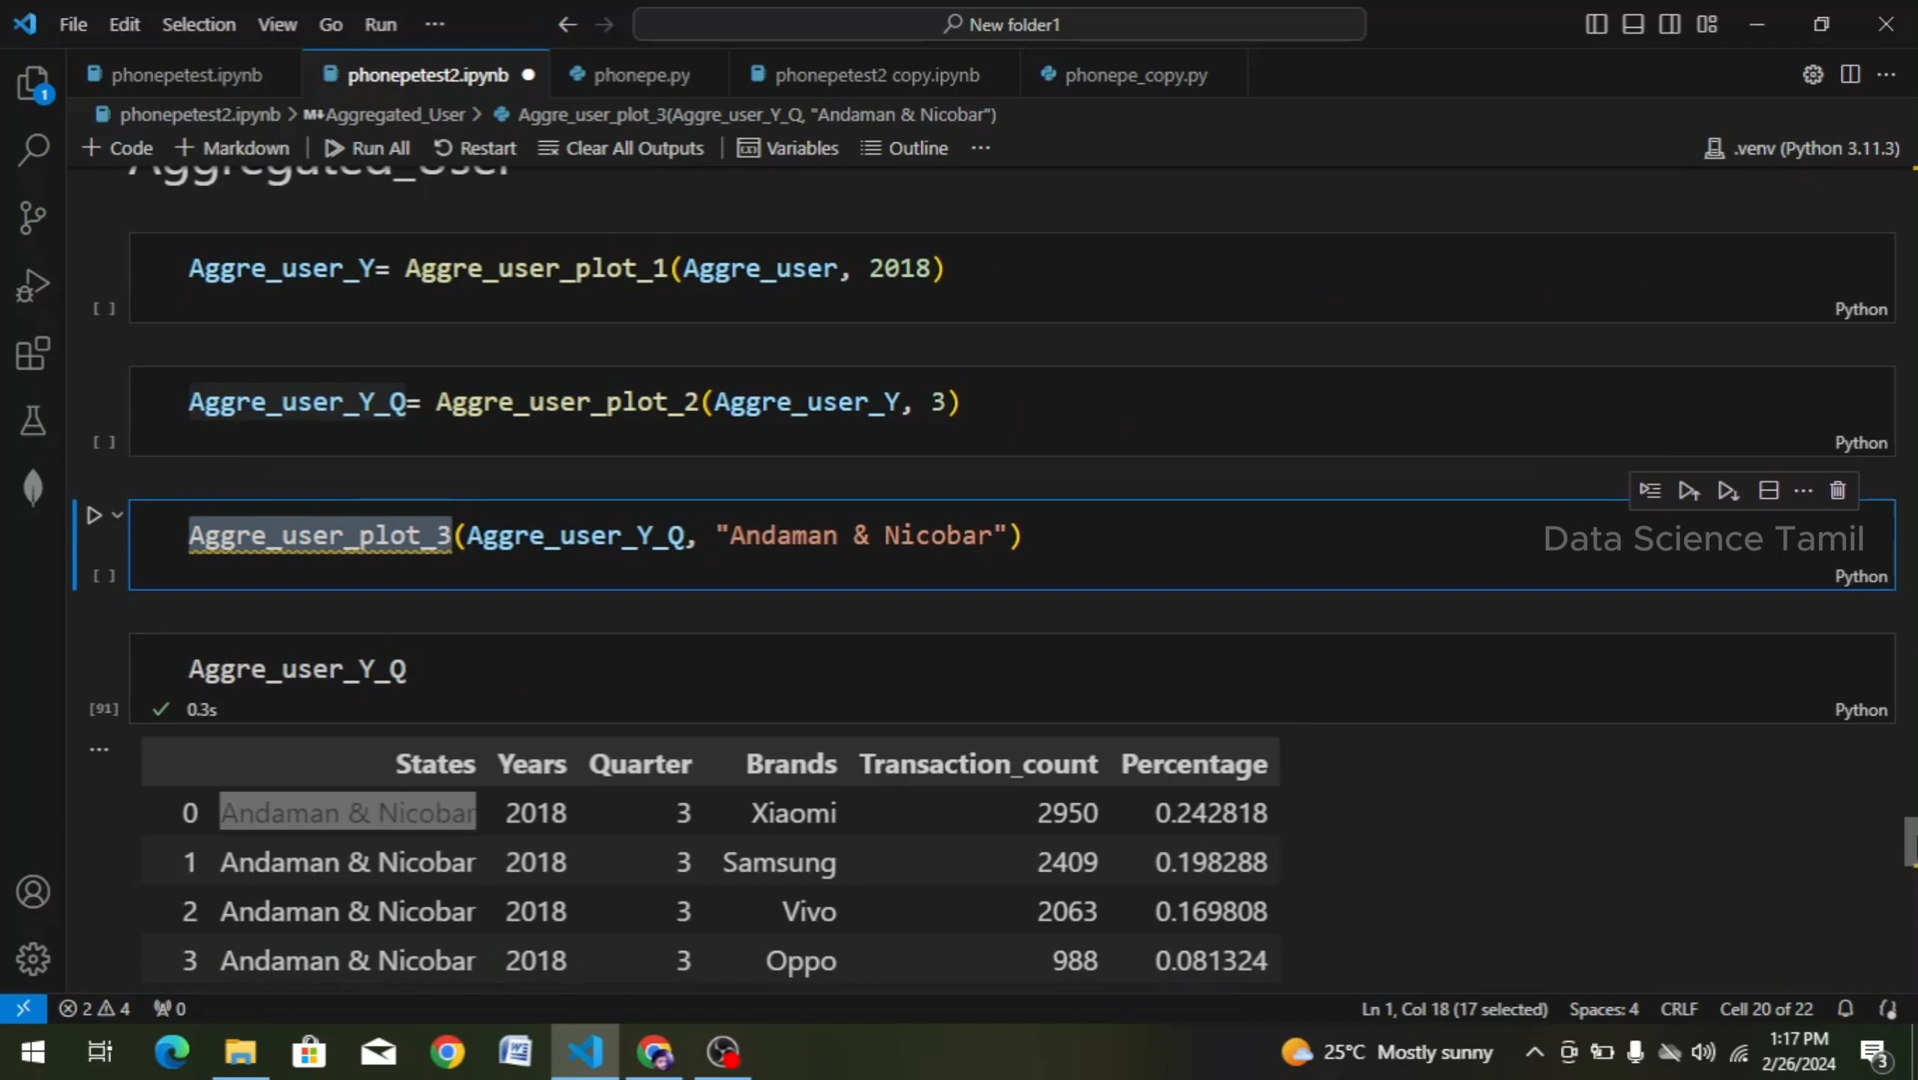 File Edit Selection View Go Run ··· New folder1
phonepetest.ipynb phonepetest2.ipynb phonepe.py phonepetest2 copy.ipynb phonepe_copy.py
phonepetest2.ipynb > M↓Aggregated_User > Aggre_user_plot_3(Aggre_user_Y_Q, "Andaman & Nicobar")
+ Code + Markdown Run All Restart Clear All Outputs Variables Outline ··· .venv (Python 3.11.3)
Aggregated_User
Aggre_user_Y= Aggre_user_plot_1(Aggre_user, 2018)
[ ] Python
Aggre_user_Y_Q= Aggre_user_plot_2(Aggre_user_Y, 3)
[ ] Python
Aggre_user_plot_3(Aggre_user_Y_Q, "Andaman & Nicobar")
Data Science Tamil
[ ] Python
Aggre_user_Y_Q
[91] 0.3s Python
States Years Quarter Brands Transaction_count Percentage
0 Andaman & Nicobar 2018 3 Xiaomi 2950 0.242818
1 Andaman & Nicobar 2018 3 Samsung 2409 0.198288
2 Andaman & Nicobar 2018 3 Vivo 2063 0.169808
3 Andaman & Nicobar 2018 3 Oppo 988 0.081324
2 4 0 Ln 1, Col 18 (17 selected) Spaces: 4 CRLF Cell 20 of 22
25°C Mostly sunny 1:17 PM
2/26/2024 3
1